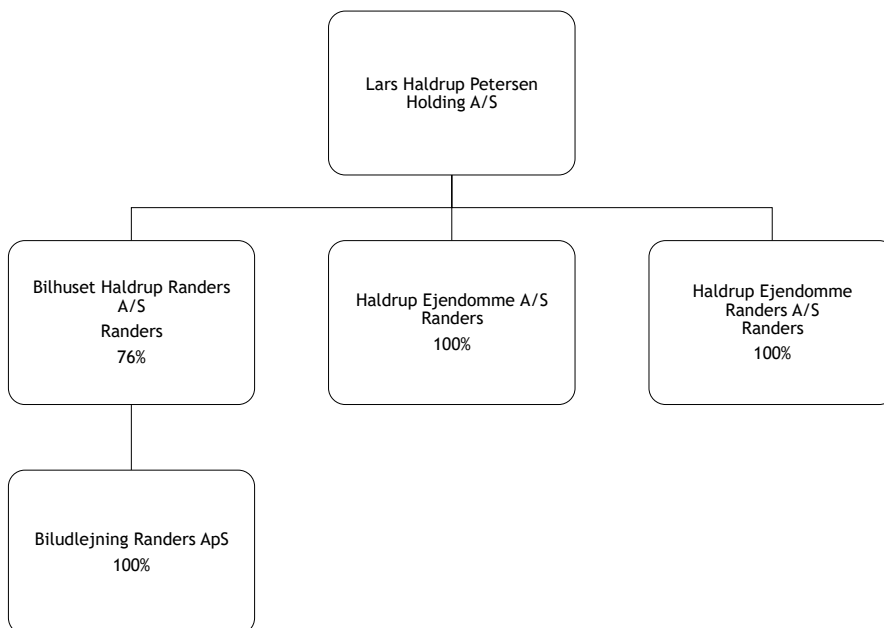 Lars Haldrup Petersen
Holding A/S
Bilhuset Haldrup Randers
A/S
Randers
76%
Haldrup Ejendomme A/S
Randers
100%
Haldrup Ejendomme
Randers A/S
Randers
100%
Biludlejning Randers ApS
100%